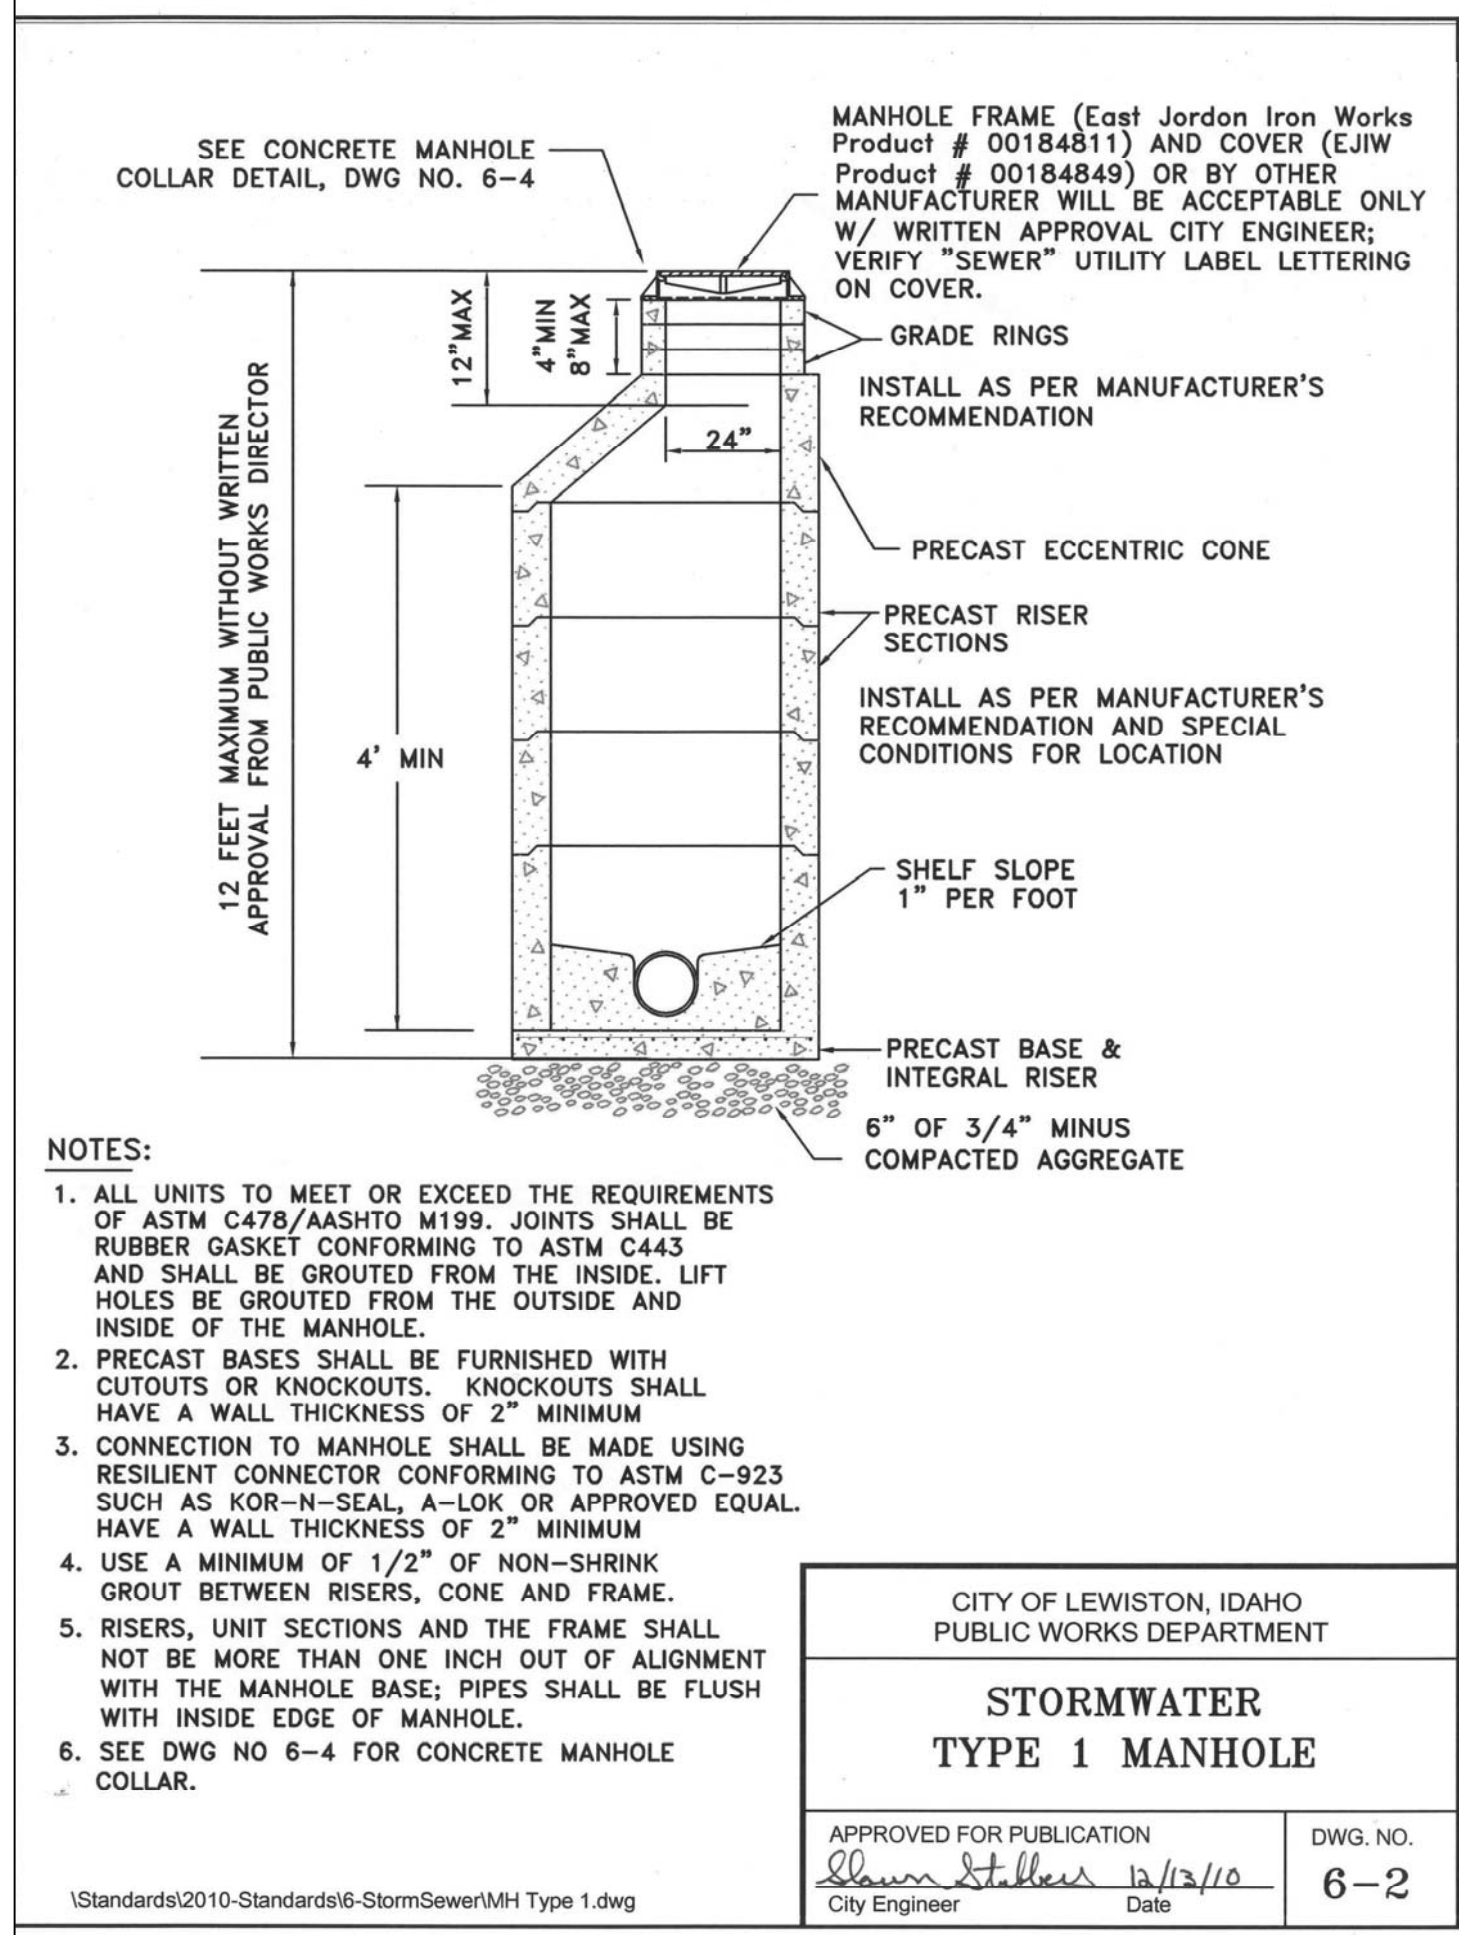 SEE CONCRETE MANHOLE
COLLAR DETAIL, DWG NO. 6-4
MANHOLE FRAME (East Jordon Iron Works
Product # 00184811) AND COVER (EJIW
Product # 00184849) OR BY OTHER
MANUFACTURER WILL BE ACCEPTABLE ONLY
W/ WRITTEN APPROVAL CITY ENGINEER;
VERIFY "SEWER" UTILITY LABEL LETTERING
ON COVER.
12"MAX
4"MIN
8"MAX
GRADE RINGS
INSTALL AS PER MANUFACTURER'S
RECOMMENDATION
24"
12 FEET MAXIMUM WITHOUT WRITTEN
APPROVAL FROM PUBLIC WORKS DIRECTOR
PRECAST ECCENTRIC CONE
PRECAST RISER
SECTIONS
INSTALL AS PER MANUFACTURER'S
RECOMMENDATION AND SPECIAL
CONDITIONS FOR LOCATION
4' MIN
SHELF SLOPE
1" PER FOOT
PRECAST BASE &
INTEGRAL RISER
6" OF 3/4" MINUS
COMPACTED AGGREGATE
NOTES:
1. ALL UNITS TO MEET OR EXCEED THE REQUIREMENTS
OF ASTM C478/AASHTO M199. JOINTS SHALL BE
RUBBER GASKET CONFORMING TO ASTM C443
AND SHALL BE GROUTED FROM THE INSIDE. LIFT
HOLES BE GROUTED FROM THE OUTSIDE AND
INSIDE OF THE MANHOLE.
2. PRECAST BASES SHALL BE FURNISHED WITH
CUTOUTS OR KNOCKOUTS. KNOCKOUTS SHALL
HAVE A WALL THICKNESS OF 2" MINIMUM
3. CONNECTION TO MANHOLE SHALL BE MADE USING
RESILIENT CONNECTOR CONFORMING TO ASTM C-923
SUCH AS KOR-N-SEAL, A-LOK OR APPROVED EQUAL.
HAVE A WALL THICKNESS OF 2" MINIMUM
4. USE A MINIMUM OF 1/2" OF NON-SHRINK
GROUT BETWEEN RISERS, CONE AND FRAME.
5. RISERS, UNIT SECTIONS AND THE FRAME SHALL
NOT BE MORE THAN ONE INCH OUT OF ALIGNMENT
WITH THE MANHOLE BASE; PIPES SHALL BE FLUSH
WITH INSIDE EDGE OF MANHOLE.
6. SEE DWG NO 6-4 FOR CONCRETE MANHOLE
COLLAR.
\Standards\2010-Standards\6-StormSewer\MH Type 1.dwg
CITY OF LEWISTON, IDAHO
PUBLIC WORKS DEPARTMENT
STORMWATER
TYPE 1 MANHOLE
APPROVED FOR PUBLICATION
12/13/10
City Engineer Date
DWG. NO.
6-2